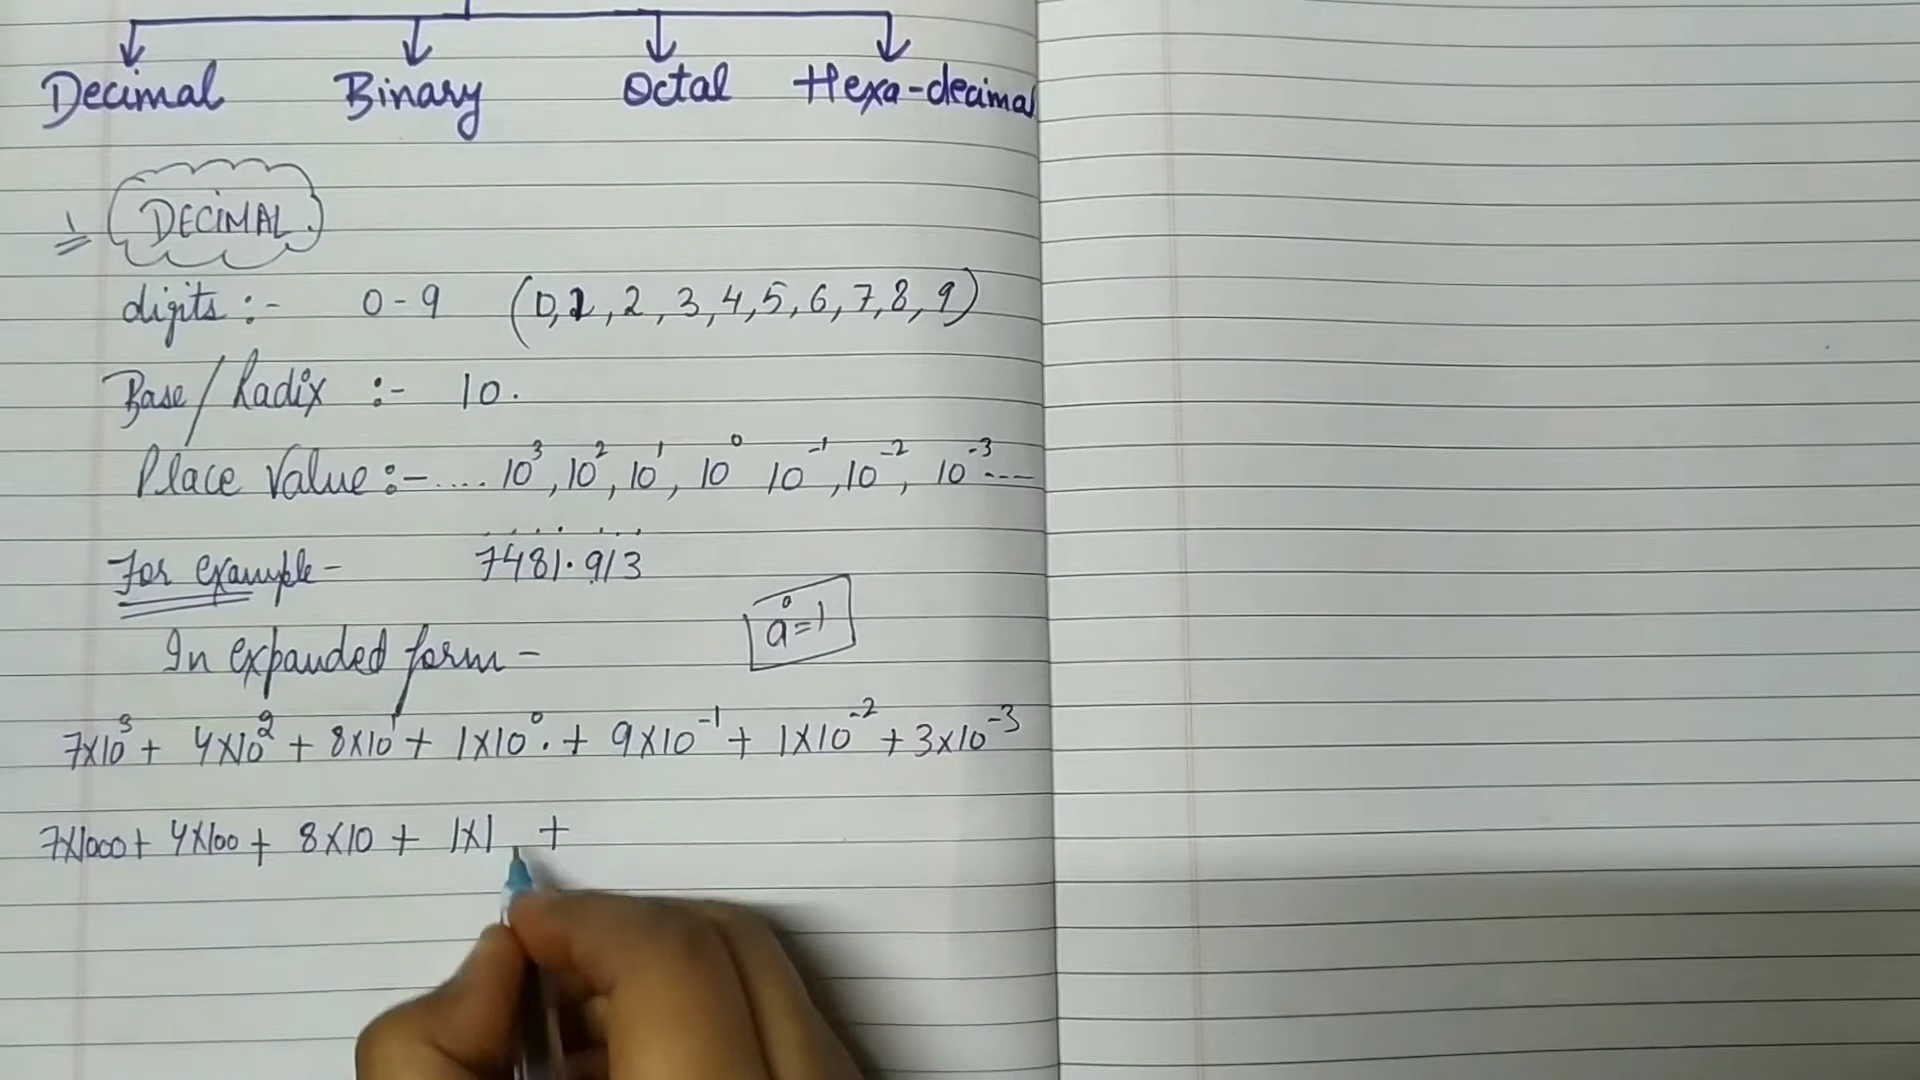 Decimal Binary Octal Hexa-decimal
1 DECIMAL
digits :- 0-9 (0,1,2,3,4,5,6,7,8,9)
Base/Radix :- 10.
Place Value:-....10³,10²,10¹,10⁰ 10⁻¹,10⁻²,10⁻³---
For example- 7481.913
a⁰=1
In expanded form-
7x10³+ 4x10²+ 8x10¹+ 1x10⁰.+ 9x10⁻¹+ 1x10⁻²+3x10⁻³
7x1000+ 4x100+ 8x10+ 1x1 +